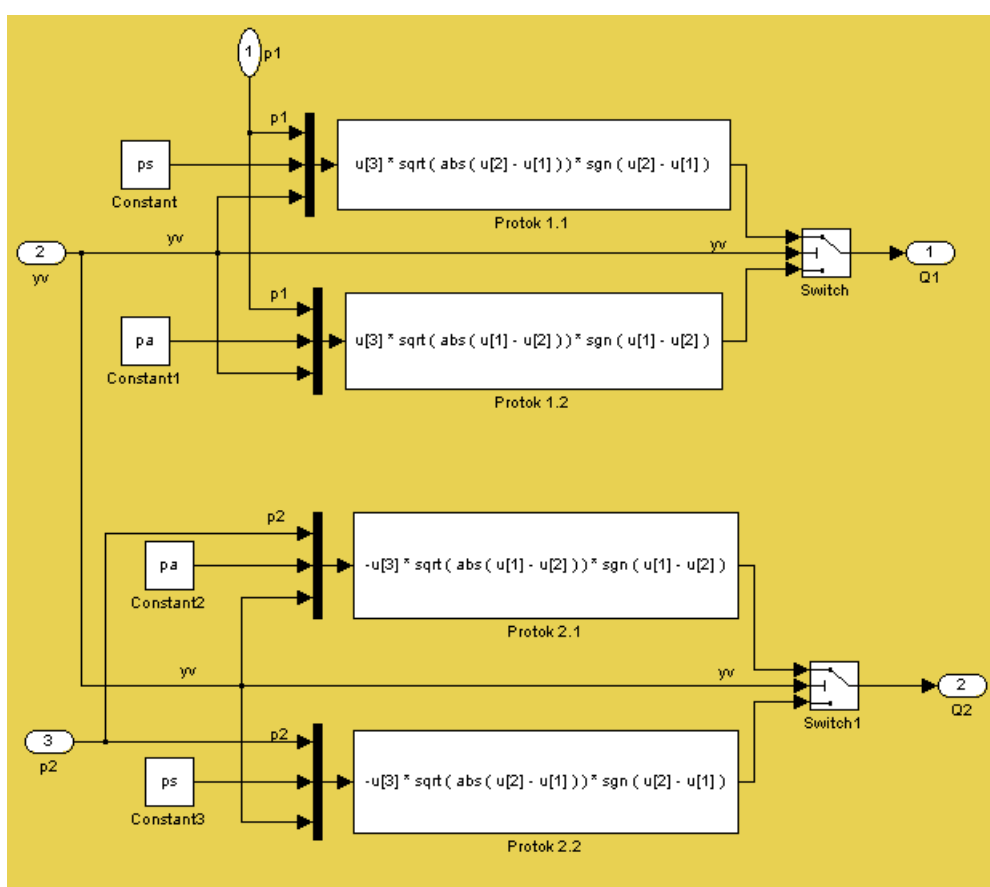 1
p1
p1
ps
u[3] * sqrt ( abs ( u[2] - u[1] ) ) * sgn ( u[2] - u[1] )
Constant
Protok 1.1
yv
yv
2
yv
1
Q1
Switch
p1
pa
u[3] * sqrt ( abs ( u[1] - u[2] ) ) * sgn ( u[1] - u[2] )
Constant1
Protok 1.2
p2
pa
-u[3] * sqrt ( abs ( u[1] - u[2] ) ) * sgn ( u[1] - u[2] )
Constant2
Protok 2.1
yv
yv
2
Q2
Switch1
3
p2
p2
ps
-u[3] * sqrt ( abs ( u[2] - u[1] ) ) * sgn ( u[2] - u[1] )
Constant3
Protok 2.2